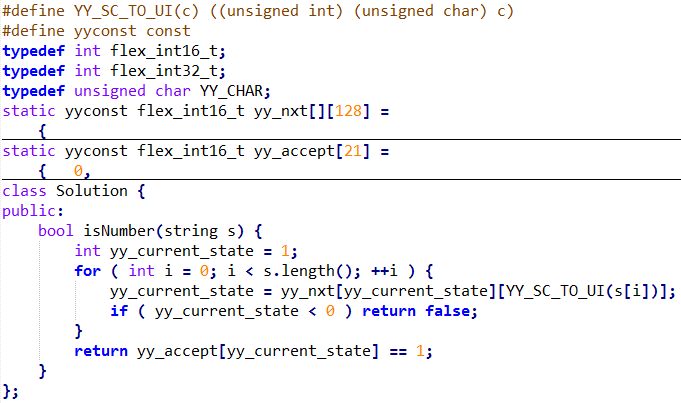 #define YY_SC_TO_UI(c) ((unsigned int) (unsigned char) c)
#define yyconst const
typedef int flex_int16_t;
typedef int flex_int32_t;
typedef unsigned char YY_CHAR;
static yyconst flex_int16_t yy_nxt[][128] =
    {
static yyconst flex_int16_t yy_accept[21] =
    {   0,
class Solution {
public:
    bool isNumber(string s) {
        int yy_current_state = 1;
        for ( int i = 0; i < s.length(); ++i ) {
            yy_current_state = yy_nxt[yy_current_state][YY_SC_TO_UI(s[i])];
            if ( yy_current_state < 0 ) return false;
        }
        return yy_accept[yy_current_state] == 1;
    }
};